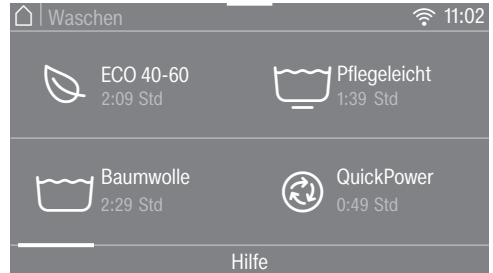 Waschen 11:02
ECO 40-60
2:09 Std
Pflegeleicht
1:39 Std
Baumwolle
2:29 Std
QuickPower
0:49 Std
Hilfe